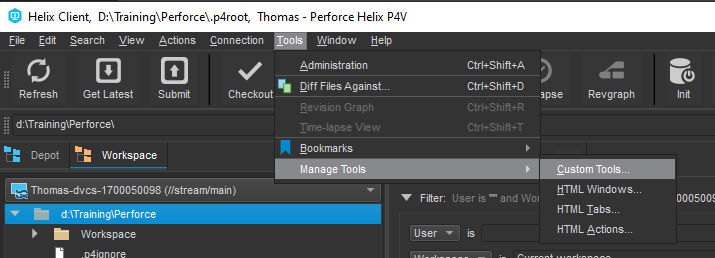 Helix Client,  D:\Training\Perforce\.p4root,  Thomas - Perforce Helix P4V
File Edit Search View Actions Connection Tools Window Help
Refresh Get Latest Submit Checkout
Revgraph Init
Administration Ctrl+Shift+A
Diff Files Against... Ctrl+Shift+D
Revision Graph Ctrl+Shift+R
Time-lapse View Ctrl+Shift+T
Bookmarks
Manage Tools
Custom Tools...
HTML Windows...
HTML Tabs...
HTML Actions...
d:\Training\Perforce\
Depot Workspace
Thomas-dvcs-1700050098 (//stream/main)
d:\Training\Perforce
Workspace
.p4ignore
Filter: User is "" and Wor
User is
Workspace is Current workspace